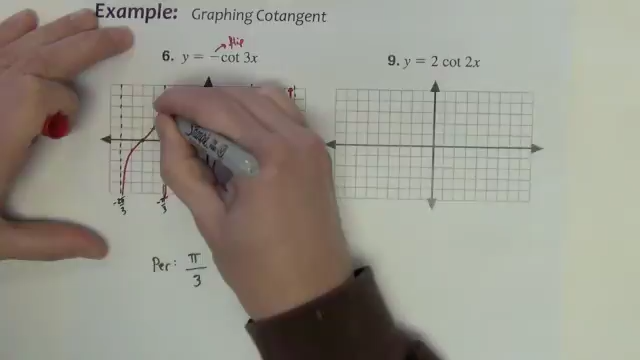 Example: Graphing Cotangent
flip
6. y = −cot 3x
9. y = 2 cot 2x
Per: π/3